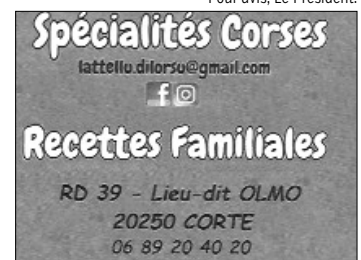 Pour avis, Le Président.
Spécialités Corses
lattellu.dilorsu@gmail.com
Recettes Familiales
RD 39 - Lieu-dit OLMO
20250 CORTE
06 89 20 40 20